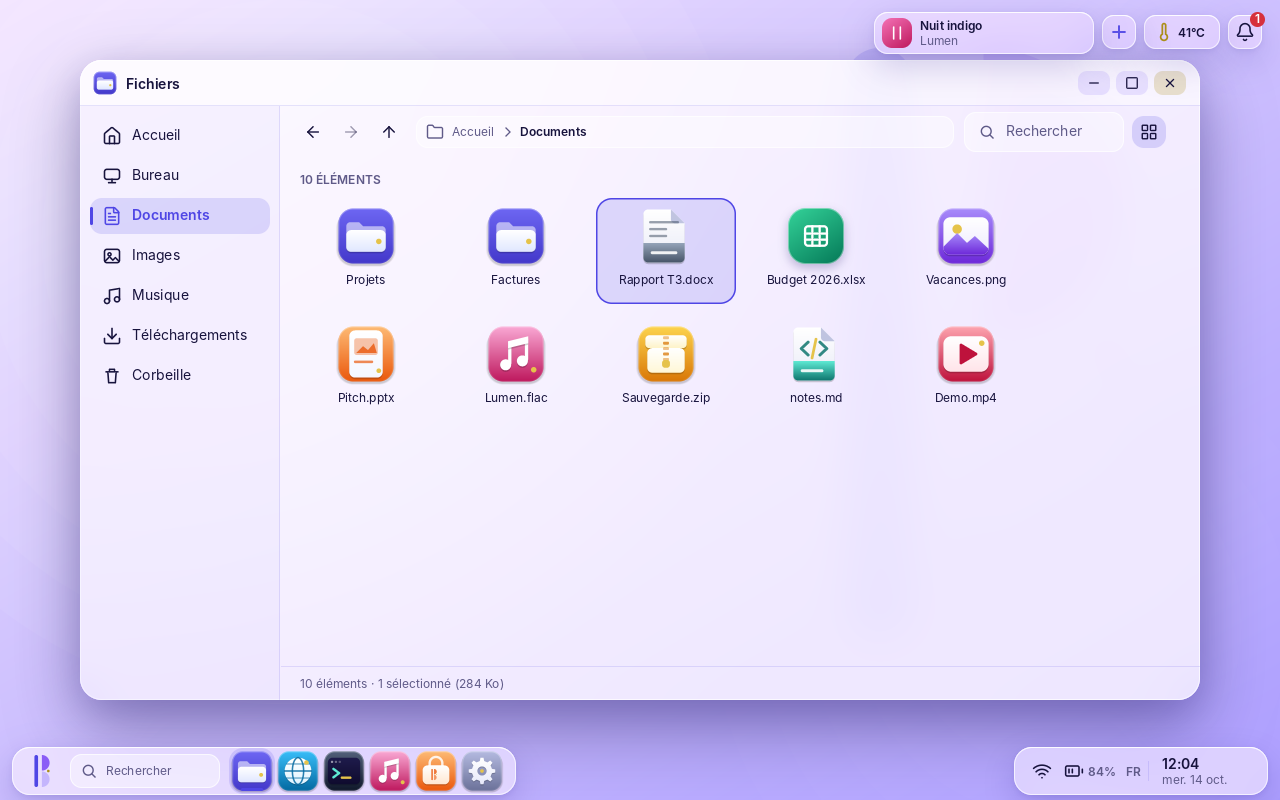 Nuit indigo
Lumen
41°C
1
Fichiers
Accueil
Bureau
Documents
Images
Musique
Téléchargements
Corbeille
Accueil
Documents
Rechercher
10 ÉLÉMENTS
Projets
Factures
Rapport T3.docx
Budget 2026.xlsx
Vacances.png
Pitch.pptx
Lumen.flac
Sauvegarde.zip
notes.md
Demo.mp4
10 éléments · 1 sélectionné (284 Ko)
Rechercher
84%
FR
12:04
mer. 14 oct.